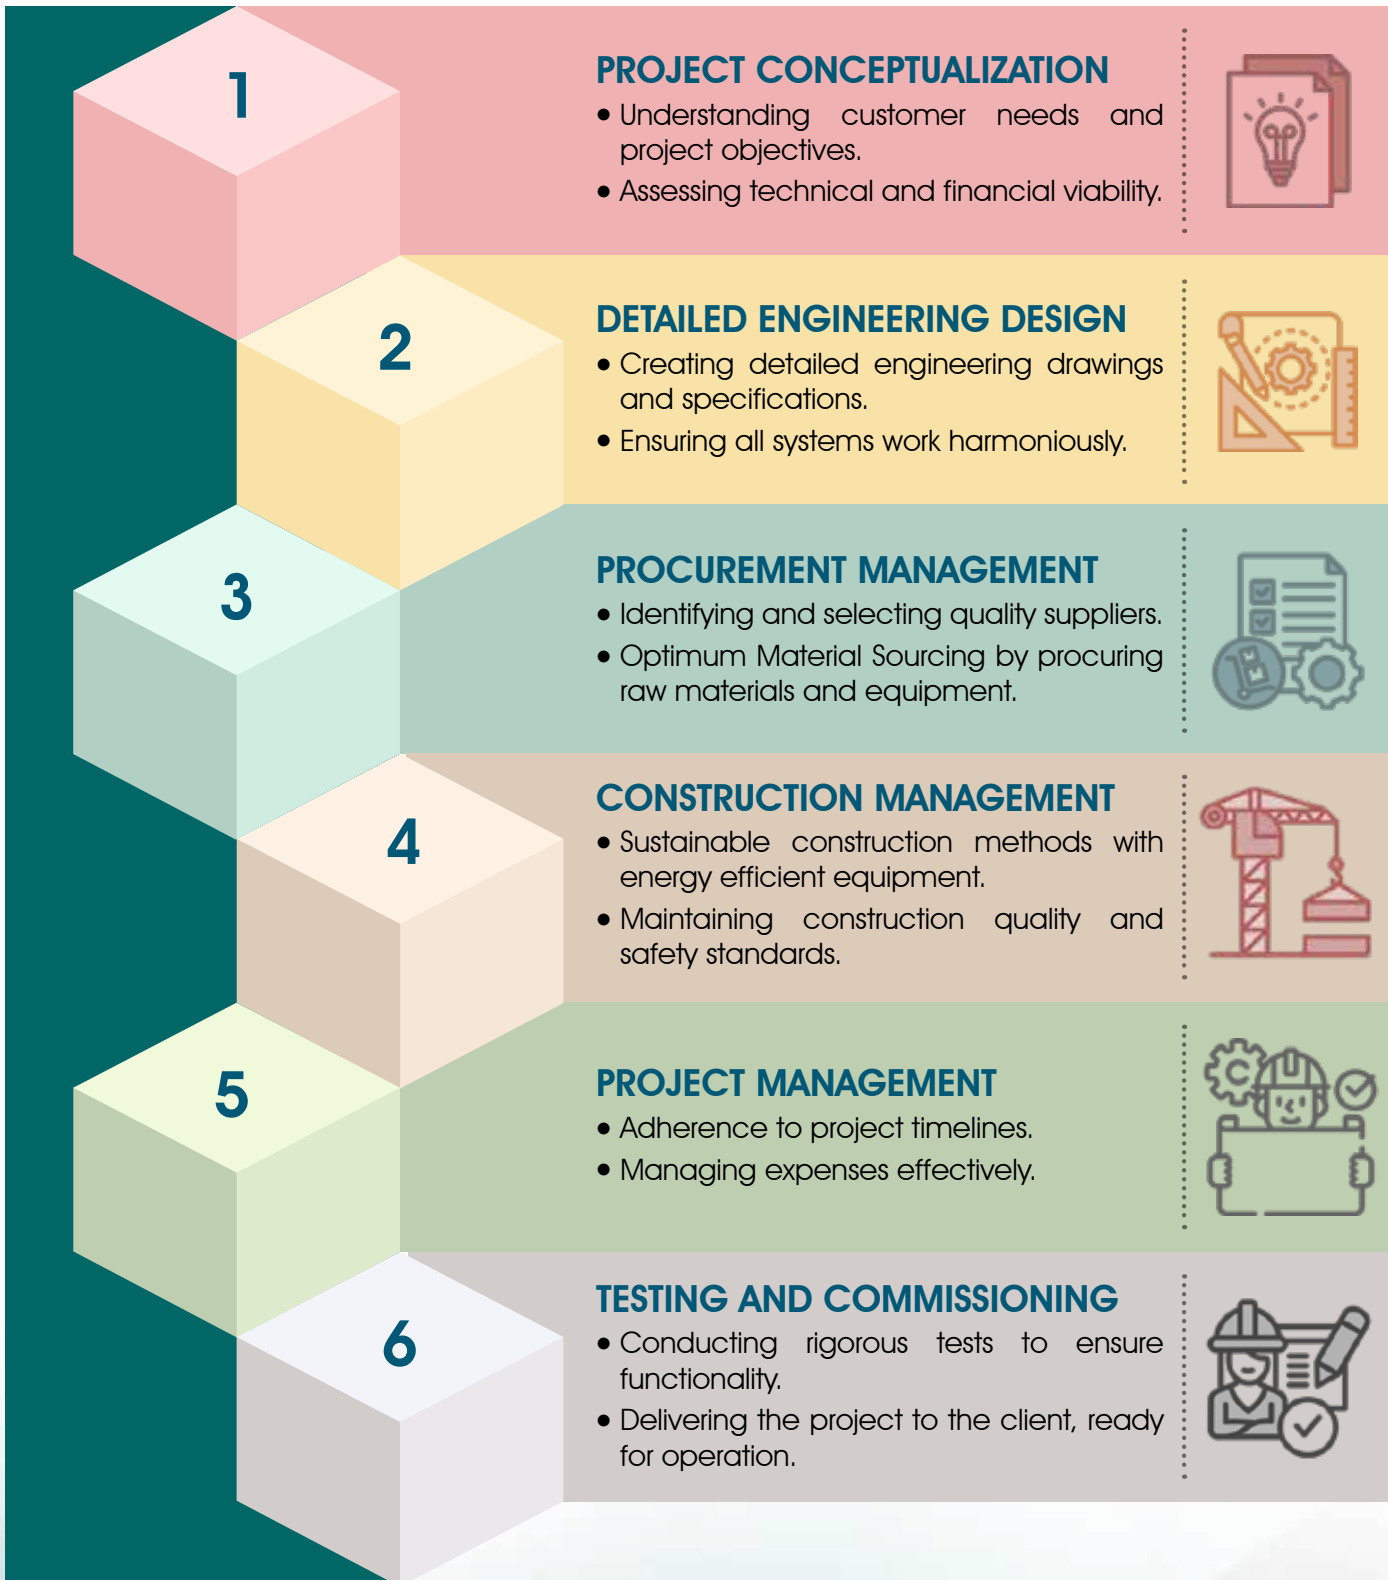 1
PROJECT CONCEPTUALIZATION
• Understanding customer needs and
project objectives.
• Assessing technical and financial viability.
2
DETAILED ENGINEERING DESIGN
• Creating detailed engineering drawings
and specifications.
• Ensuring all systems work harmoniously.
3
PROCUREMENT MANAGEMENT
• Identifying and selecting quality suppliers.
• Optimum Material Sourcing by procuring
raw materials and equipment.
4
CONSTRUCTION MANAGEMENT
• Sustainable construction methods with
energy efficient equipment.
• Maintaining construction quality and
safety standards.
5
PROJECT MANAGEMENT
• Adherence to project timelines.
• Managing expenses effectively.
6
TESTING AND COMMISSIONING
• Conducting rigorous tests to ensure
functionality.
• Delivering the project to the client, ready
for operation.